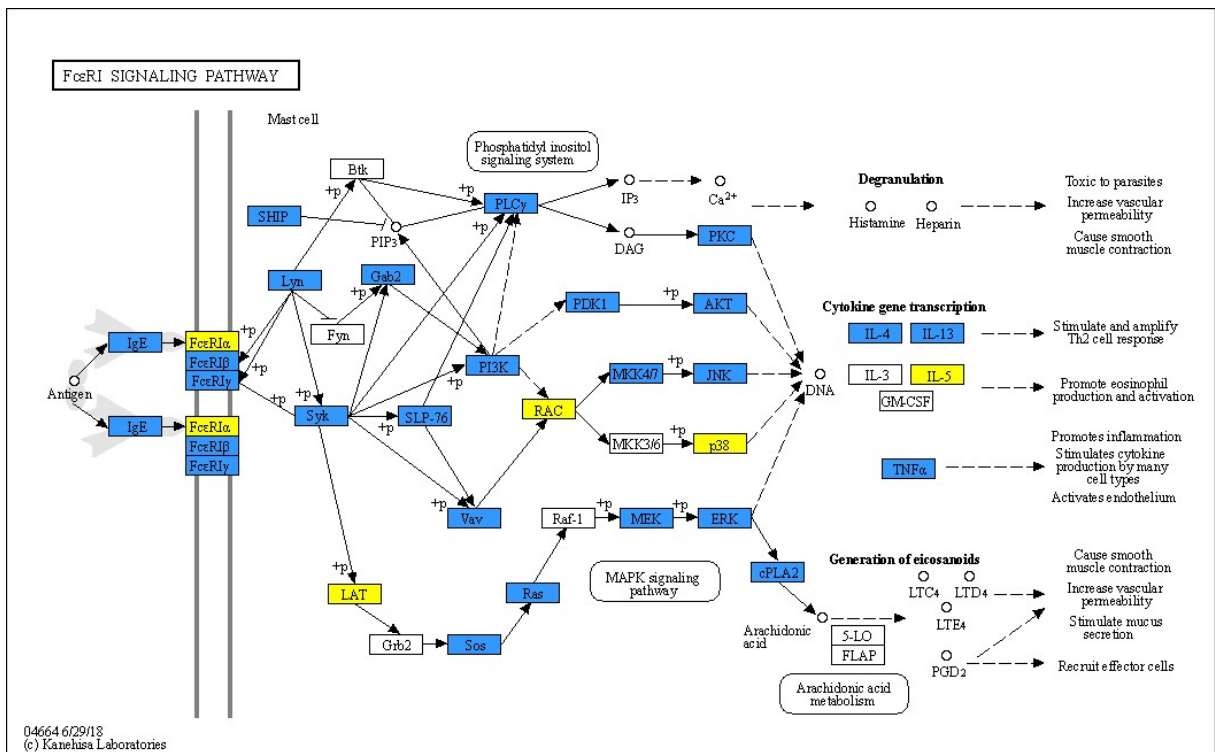 FcεRI SIGNALING PATHWAY
Mast cell
Phosphatidyl inositol
signaling system
Btk
+p
+p
PLCγ
IP3
Ca2+
Degranulation
Histamine
Heparin
Toxic to parasites
Increase vascular
permeability
Cause smooth
muscle contraction
SHIP
PIP3
+p
DAG
PKC
Lyn
Gab2
+p
Fyn
PDK1
+p
AKT
Cytokine gene transcription
IL-4
IL-13
Stimulate and amplify
Th2 cell response
Antigen
IgE
FcεRIα
FcεRIβ
FcεRIγ
+p
+p
+p
+p
PI3K
MKK4/7
+p
JNK
DNA
IL-3
IL-5
GM-CSF
Promote eosinophil
production and activation
IgE
FcεRIα
FcεRIβ
FcεRIγ
+p
Syk
+p
SLP-76
RAC
MKK3/6
+p
p38
TNFα
Promotes inflammation
Stimulates cytokine
production by many
cell types
Activates endothelium
+p
Vav
Raf-1
+p
MEK
+p
ERK
MAPK signaling
pathway
cPLA2
Generation of eicosanoids
LTC4
LTD4
LTE4
PGD2
Cause smooth
muscle contraction
Increase vascular
permeability
Stimulate mucus
secretion
Recruit effector cells
+p
LAT
Grb2
Sos
Ras
Arachidonic
acid
5-LO
FLAP
Arachidonic acid
metabolism
04664 6/29/18
(c) Kanehisa Laboratories